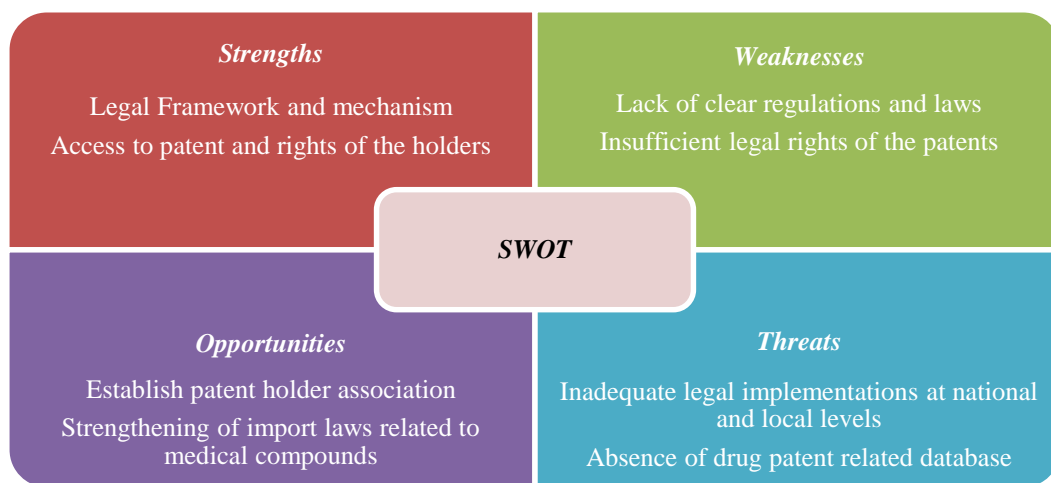 Strengths
Legal Framework and mechanism
Access to patent and rights of the holders
Weaknesses
Lack of clear regulations and laws
Insufficient legal rights of the patents
SWOT
Opportunities
Establish patent holder association
Strengthening of import laws related to
medical compounds
Threats
Inadequate legal implementations at national
and local levels
Absence of drug patent related database